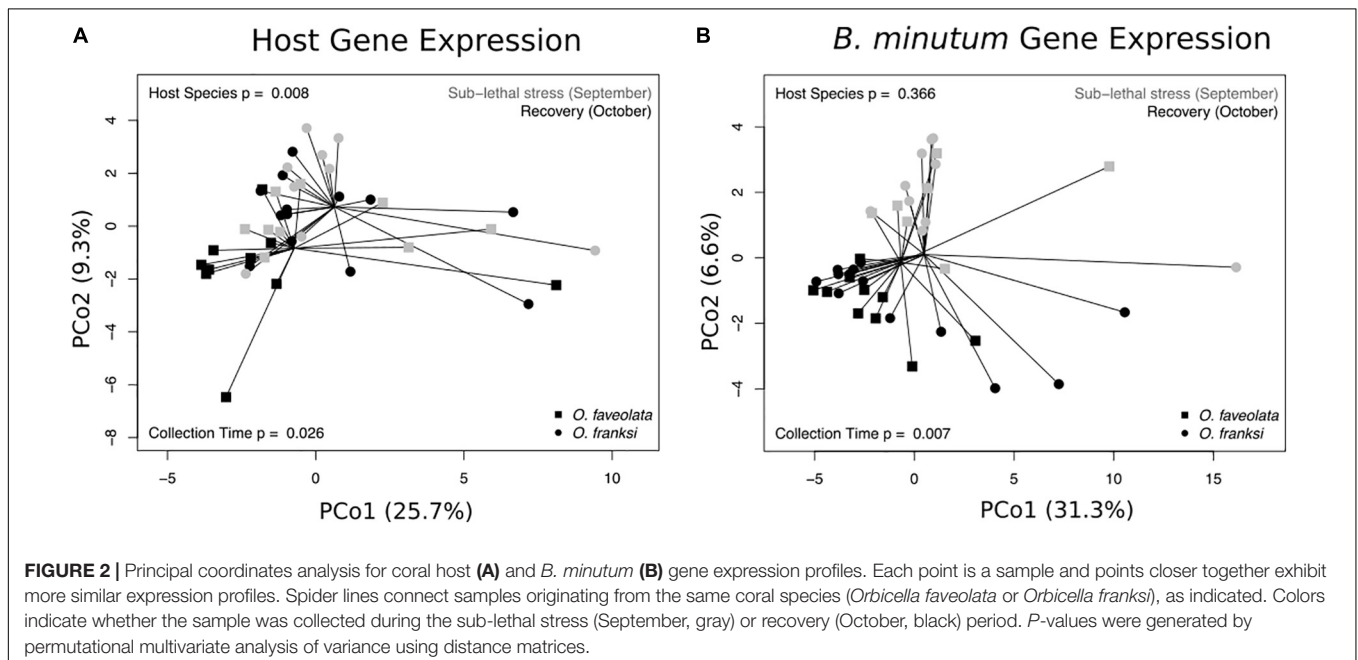 A
Host Gene Expression
Host Species p = 0.008
Sub−lethal stress (September)
Recovery (October)
4
2
0
−2
−4
−6
−8
PCo2 (9.3%)
O. faveolata
O. franksi
Collection Time p = 0.026
−5
0
5
10
PCo1 (25.7%)
B
B. minutum Gene Expression
Host Species p = 0.366
Sub−lethal stress (September)
Recovery (October)
4
2
0
−2
−4
PCo2 (6.6%)
O. faveolata
O. franksi
Collection Time p = 0.007
−5
0
5
10
15
PCo1 (31.3%)
FIGURE 2 | Principal coordinates analysis for coral host (A) and B. minutum (B) gene expression profiles. Each point is a sample and points closer together exhibit
more similar expression profiles. Spider lines connect samples originating from the same coral species (Orbicella faveolata or Orbicella franksi), as indicated. Colors
indicate whether the sample was collected during the sub-lethal stress (September, gray) or recovery (October, black) period. P-values were generated by
permutational multivariate analysis of variance using distance matrices.